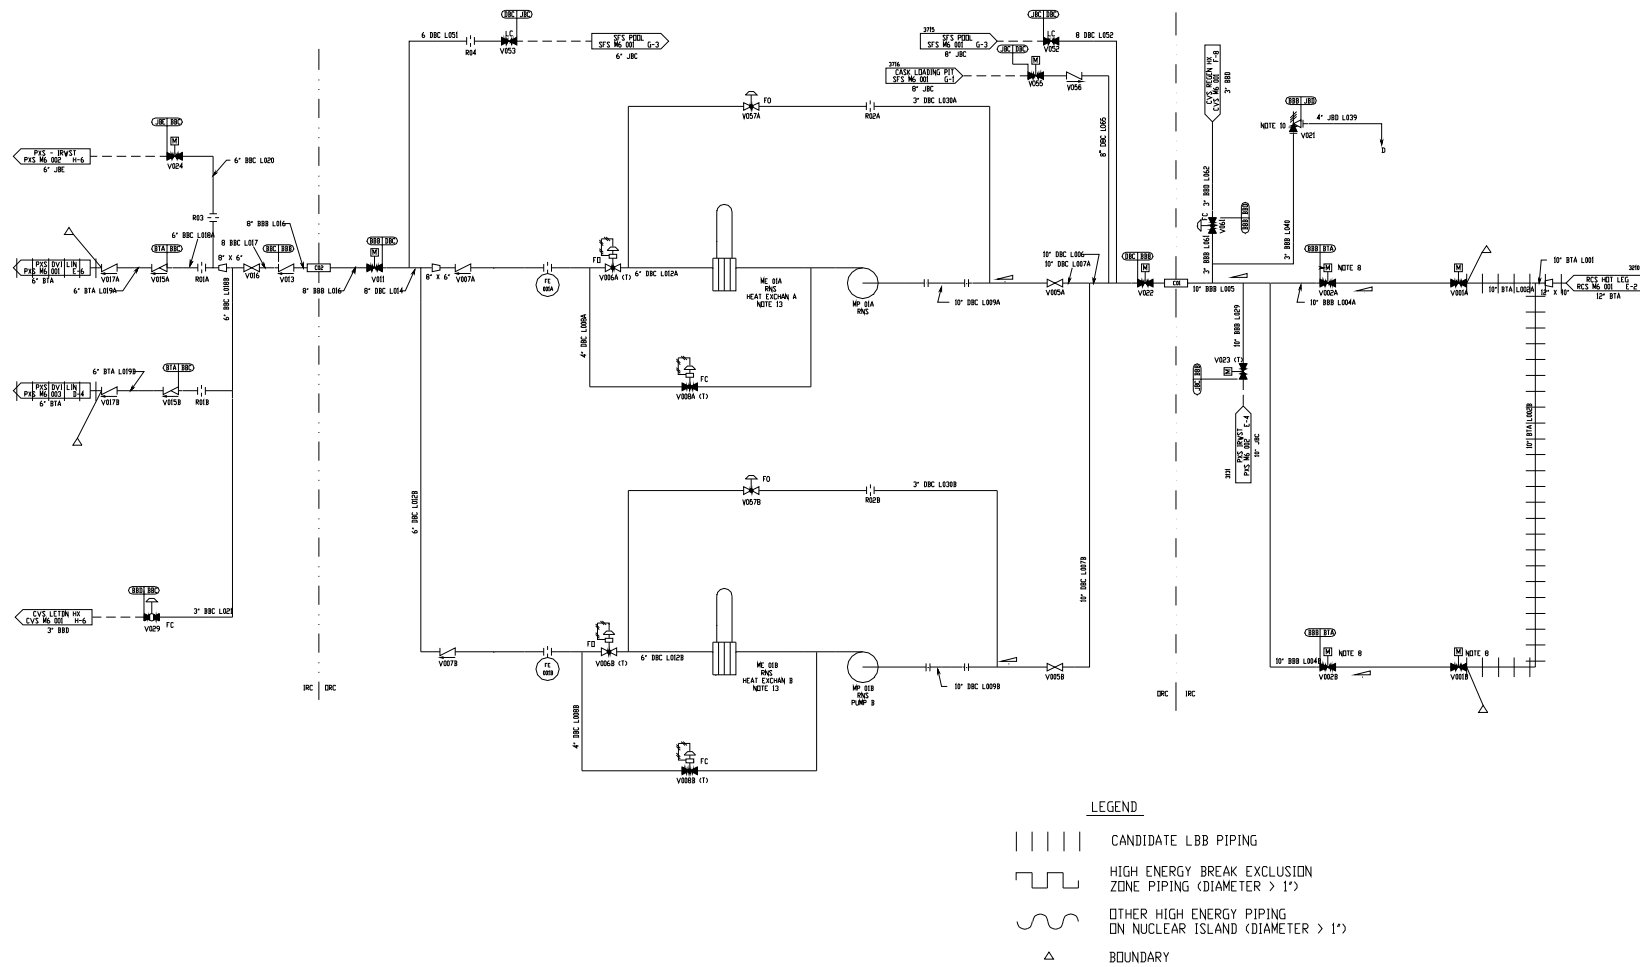 DBC JBC
LC
6 DBC L051
R04
V053
SFS POOL
SFS M6 001 G-3
6" JBC
3715
SFS POOL
SFS M6 001 G-3
8" JBC
JBC DBC
LC
V052
8 DBC L052
3716
CASK LOADING PIT
SFS M6 001 G-1
8" JBC
JBC DBC
M
V055
V056
8" DBC L065
CVS REGEN HX
CVS M6 001 F-8
3" BBD
BBB JBD
NOTE 10
V021
4" JBD L039
D
JBE BBC
M
V024
PXS - IRWST
PXS M6 002 H-6
6" JBE
6" BBC L020
R03
FO
V057A
3" DBC L030A
R02A
3" BBD L062
FC
V061
BBB BBD
3" BBB L061
3" BBB L040
8" BBB L016
6" BBC L018A
8 BBC L017
BTA BBC
BBC BBB
8" X 6"
PXS DVI LIN
PXS M6 001 E-6
6" BTA
V017A
6" BTA L019A
V015A
R01A
V016
V013
C02
8" BBB L016
BBB DBC
M
V011
8" DBC L014
8" X 6"
V007A
FE
001A
FO
V006A (T)
6" DBC L012A
ME 01A
RNS
HEAT EXCHAN A
NOTE 13
MP 01A
RNS
10" DBC L009A
10" DBC L006
10" DBC L007A
V005A
DBC BBB
M
V022
C01
10" BBB L005
BBB BTA
M
NOTE 8
V002A
10" BBB L004A
M
V001A
10" BTA L002A
10" BTA L001
12" X 10"
3210
RCS HOT LEG
RCS M6 001 E-2
12" BTA
6" BBC L018B
4" DBC L008A
FC
V008A (T)
10" BBB L029
V023 (T)
M
JBC BBD
PXS IRWST
PXS M6 002 E-4
10" JBC
3131
10" BTA L002B
6" BTA L019B
BTA BBC
PXS DVI LIN
PXS M6 003 D-4
6" BTA
V017B
V015B
R01B
6" DBC L012B
FO
V057B
3" DBC L030B
R02B
10" DBC L007B
BBD BBC
CVS LETDN HX
CVS M6 001 H-6
3" BBD
V029
FC
3" BBC L021
V007B
FE
001B
FO
V006B (T)
6" DBC L012B
ME 01B
RNS
HEAT EXCHAN B
NOTE 13
MP 01B
RNS
PUMP B
10" DBC L009B
V005B
BBB BTA
M
NOTE 8
10" BBB L004B
V002B
M
NOTE 8
V001B
IRC
ORC
ORC
IRC
4" DBC L008B
FC
V008B (T)
LEGEND
CANDIDATE LBB PIPING
HIGH ENERGY BREAK EXCLUSION
ZONE PIPING (DIAMETER > 1")
OTHER HIGH ENERGY PIPING
ON NUCLEAR ISLAND (DIAMETER > 1")
BOUNDARY